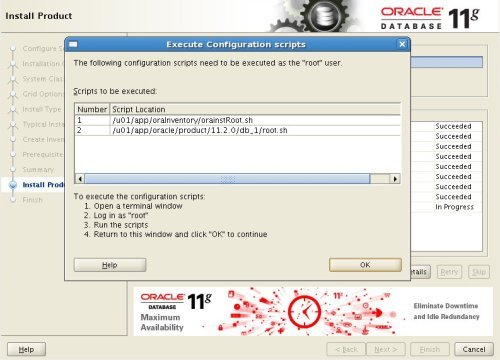 Install Product
ORACLE
DATABASE 11g
Execute Configuration scripts
The following configuration scripts need to be executed as the "root" user.
Scripts to be executed:
Number Script Location
1 /u01/app/oraInventory/orainstRoot.sh
2 /u01/app/oracle/product/11.2.0/db_1/root.sh
To execute the configuration scripts:
1. Open a terminal window
2. Log in as "root"
3. Run the scripts
4. Return to this window and click "OK" to continue
Help
OK
Configure S
Installation
System Clas
Grid Options
Install Type
Typical Insta
Create Inven
Prerequisite
Summary
Install Produ
Finish
Succeeded
Succeeded
Succeeded
Succeeded
Succeeded
Succeeded
Succeeded
Succeeded
In Progress
etails
Retry
Skip
ORACLE
DATABASE 11g
Maximum
Availability
Eliminate Downtime
and Idle Redundancy
Help
< Back
Next >
Finish
Cancel